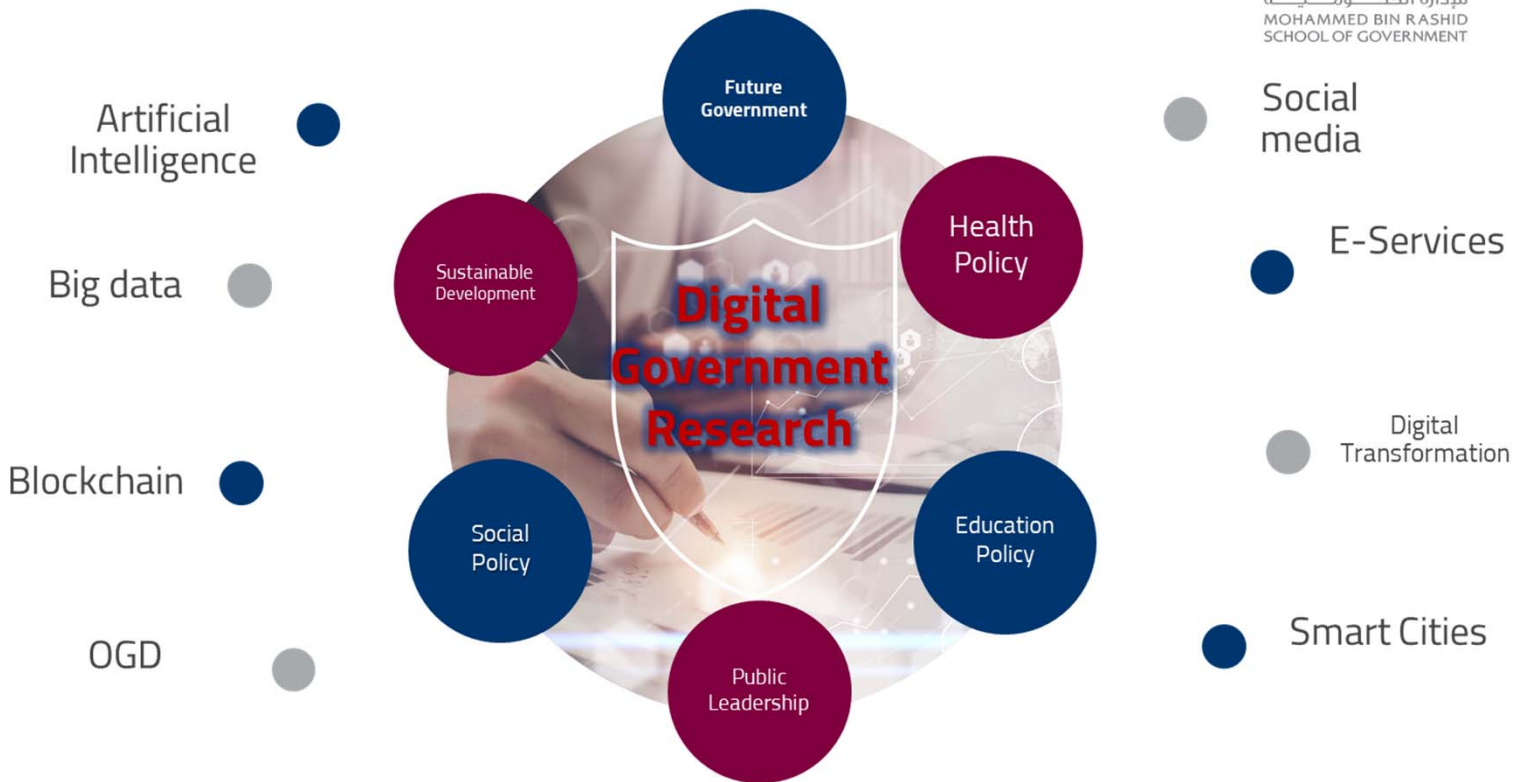 MOHAMMED BIN RASHID
SCHOOL OF GOVERNMENT
Future
Government
Artificial
Intelligence
Social
media
Health
Policy
E-Services
Sustainable
Development
Big data
Digital
Government
Research
Digital
Transformation
Blockchain
Social
Policy
Education
Policy
OGD
Smart Cities
Public
Leadership